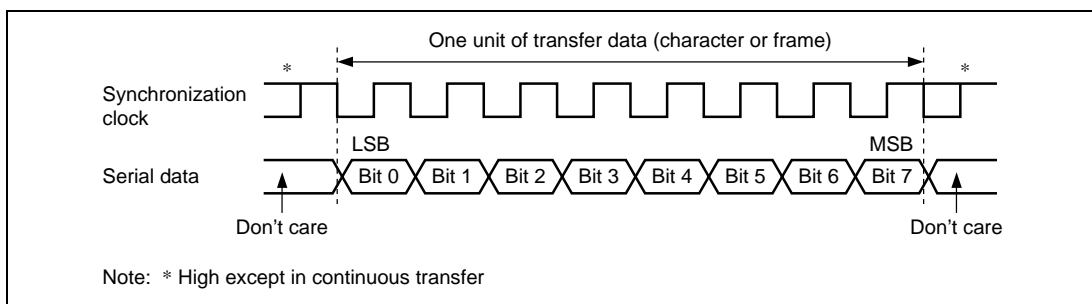 One unit of transfer data (character or frame)
* *
Synchronization
clock
LSB MSB
Serial data Bit 0 Bit 1 Bit 2 Bit 3 Bit 4 Bit 5 Bit 6 Bit 7
Don’t care Don’t care
Note: * High except in continuous transfer